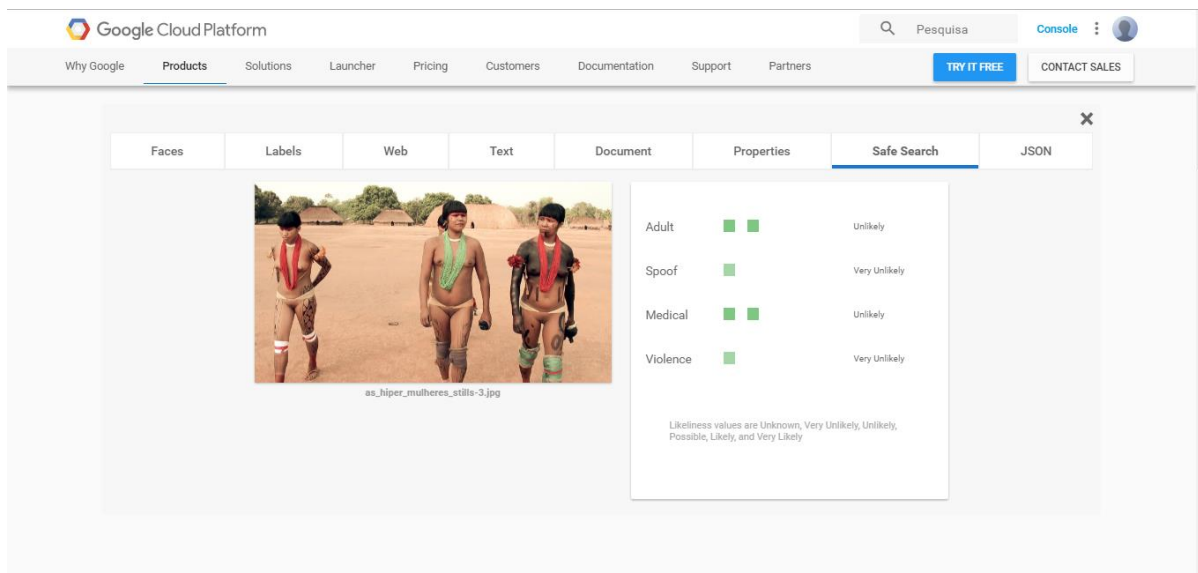 Google Cloud Platform
Pesquisa
Console
Why Google
Products
Solutions
Launcher
Pricing
Customers
Documentation
Support
Partners
TRY IT FREE
CONTACT SALES
Faces
Labels
Web
Text
Document
Properties
Safe Search
JSON
as_hiper_mulheres_stills-3.jpg
Adult Unlikely
Spoof Very Unlikely
Medical Unlikely
Violence Very Unlikely
Likeliness values are Unknown, Very Unlikely, Unlikely,
Possible, Likely, and Very Likely